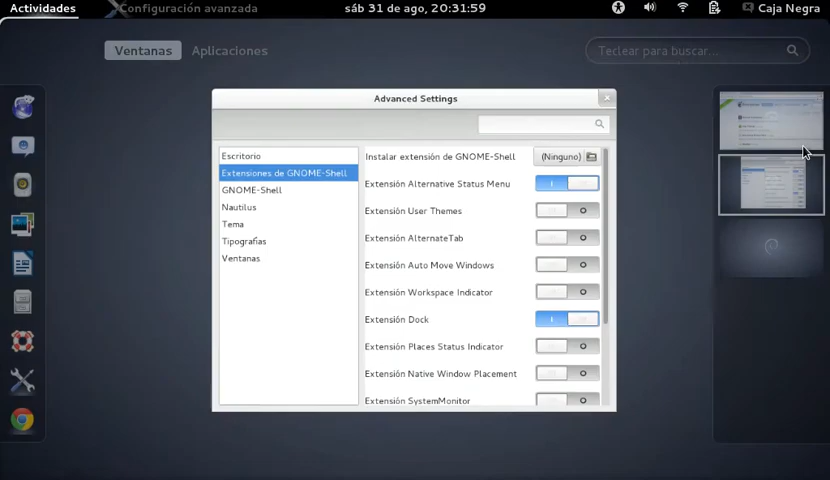 Actividades Configuración avanzada sáb 31 de ago, 20:31:59 Caja Negra
Ventanas Aplicaciones Teclear para buscar...
Advanced Settings
Escritorio
Extensiones de GNOME-Shell
GNOME-Shell
Nautilus
Tema
Tipografías
Ventanas
Instalar extensión de GNOME-Shell (Ninguno)
Extensión Alternative Status Menu
Extensión User Themes
Extensión AlternateTab
Extensión Auto Move Windows
Extensión Workspace Indicator
Extensión Dock
Extensión Places Status Indicator
Extensión Native Window Placement
Extensión SystemMonitor